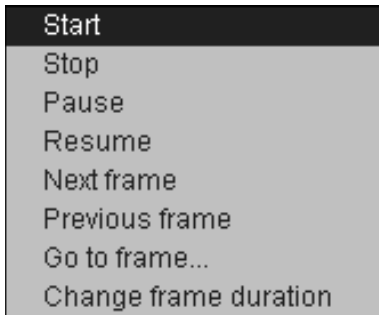 Start
Stop
Pause
Resume
Next frame
Previous frame
Go to frame...
Change frame duration